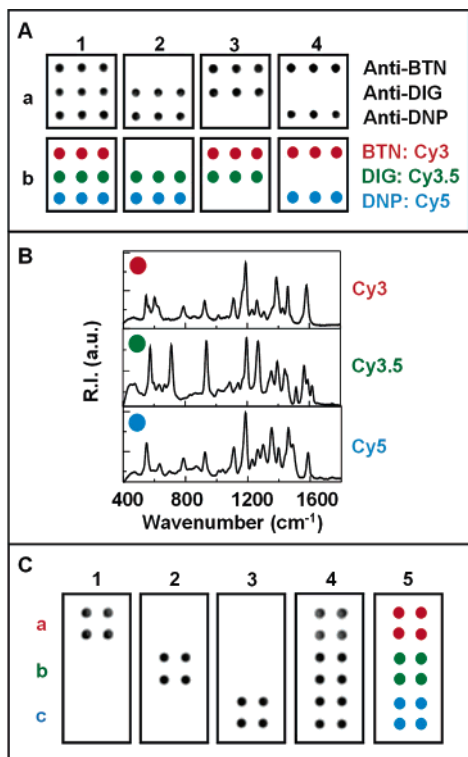 A
1 2 3 4
a
Anti-BTN
Anti-DIG
Anti-DNP
b
BTN: Cy3
DIG: Cy3.5
DNP: Cy5
B
Cy3
Cy3.5
Cy5
R.I. (a.u.)
400 800 1200 1600
Wavenumber (cm-1)
C
1 2 3 4 5
a
b
c